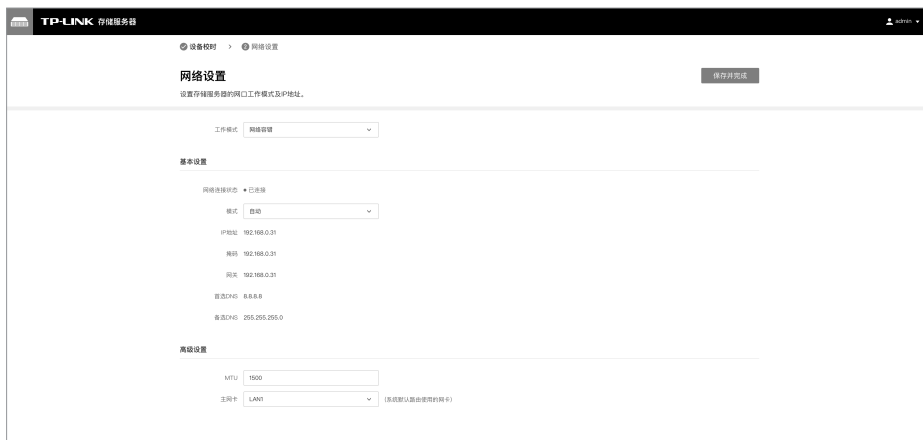 TP-LINK 存储服务器
admin
设备校时 > 2 网络设置
网络设置
保存并完成
设置存储服务器的网口工作模式及IP地址。
工作模式 网络容错
基本设置
网络连接状态 已连接
模式 自动
IP地址 192.168.0.31
掩码 192.168.0.31
网关 192.168.0.31
首选DNS 8.8.8.8
备选DNS 255.255.255.0
高级设置
MTU 1500
主网卡 LAN1 (系统默认路由使用的网卡)